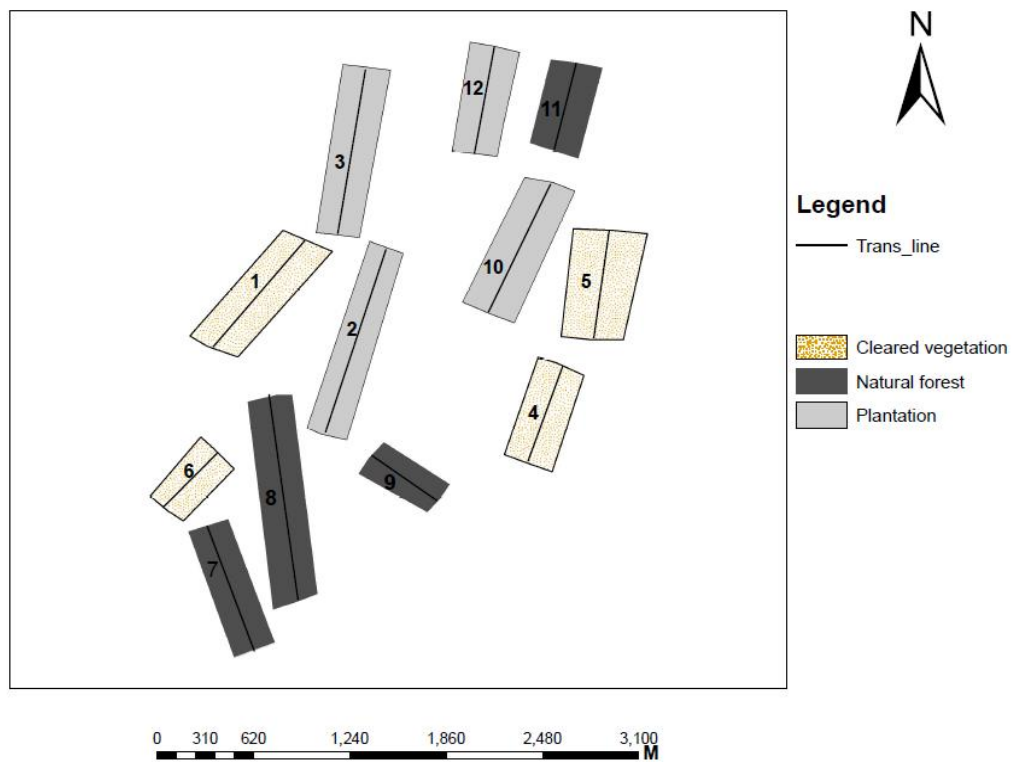 N
12
11
3
10
1
5
2
4
6
8
9
7
Legend
Trans_line
Cleared vegetation
Natural forest
Plantation
0 310 620 1,240 1,860 2,480 3,100
M